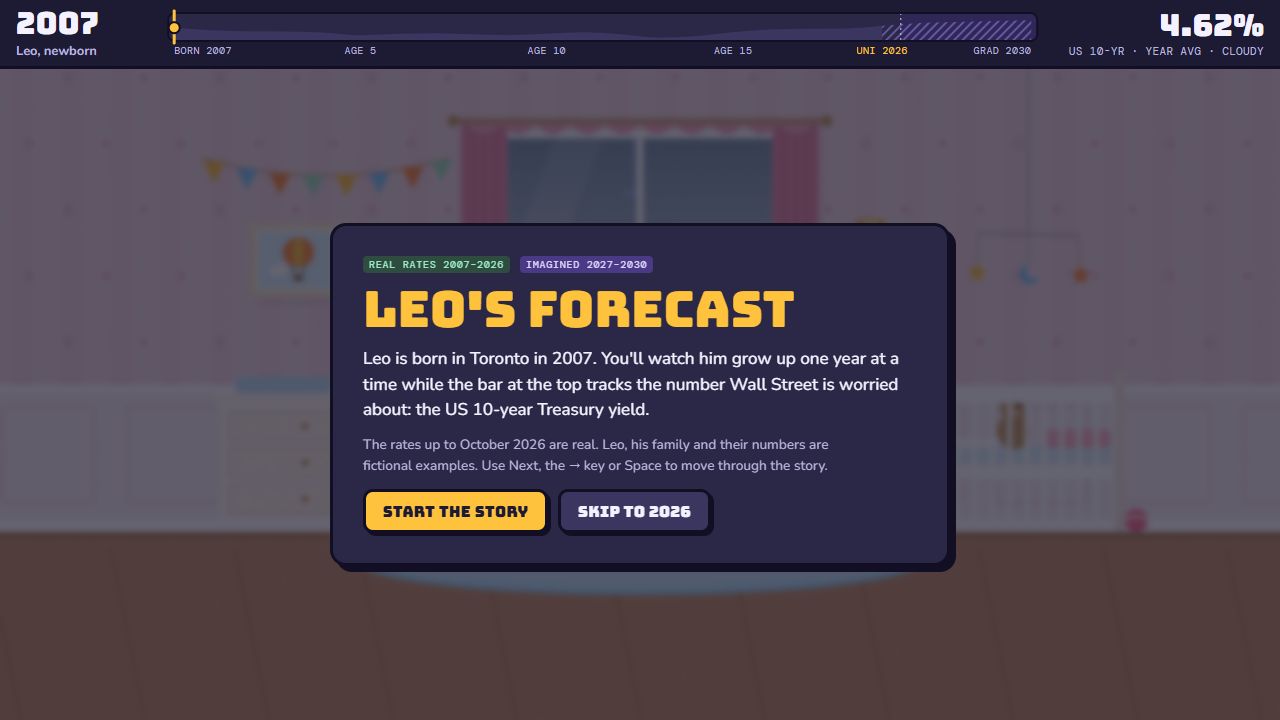 2007
Leo, newborn
BORN 2007
AGE 5
AGE 10
AGE 15
UNI 2026
GRAD 2030
4.62%
US 10-YR · YEAR AVG · CLOUDY
REAL RATES 2007–2026
IMAGINED 2027–2030
LEO'S FORECAST
Leo is born in Toronto in 2007. You'll watch him grow up one year at a
time while the bar at the top tracks the number Wall Street is worried
about: the US 10-year Treasury yield.
The rates up to October 2026 are real. Leo, his family and their numbers are
fictional examples. Use Next, the → key or Space to move through the story.
START THE STORY
SKIP TO 2026